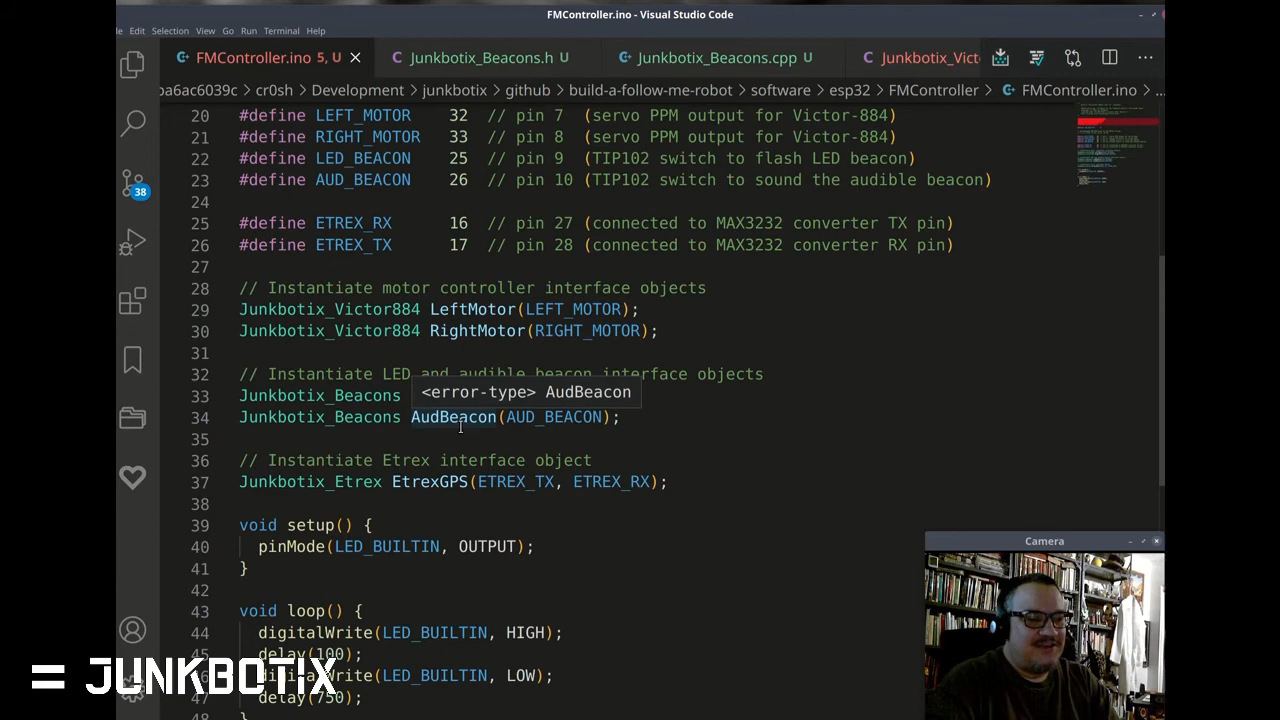 FMController.ino - Visual Studio Code
Edit Selection View Go Run Terminal Help
FMController.ino 5, U Junkbotix_Beacons.h U Junkbotix_Beacons.cpp U Junkbotix_Vict
ba6ac6039c > cr0sh > Development > junkbotix > github > build-a-follow-me-robot > software > esp32 > FMController > FMController.ino > ...
20 #define LEFT_MOTOR 32 // pin 7 (servo PPM output for Victor-884)
21 #define RIGHT_MOTOR 33 // pin 8 (servo PPM output for Victor-884)
22 #define LED_BEACON 25 // pin 9 (TIP102 switch to flash LED beacon)
23 #define AUD_BEACON 26 // pin 10 (TIP102 switch to sound the audible beacon)
24
25 #define ETREX_RX 16 // pin 27 (connected to MAX3232 converter TX pin)
26 #define ETREX_TX 17 // pin 28 (connected to MAX3232 converter RX pin)
27
28 // Instantiate motor controller interface objects
29 Junkbotix_Victor884 LeftMotor(LEFT_MOTOR);
30 Junkbotix_Victor884 RightMotor(RIGHT_MOTOR);
31
32 // Instantiate LED and audible beacon interface objects
<error-type> AudBeacon
33 Junkbotix_Beacons
34 Junkbotix_Beacons AudBeacon(AUD_BEACON);
35
36 // Instantiate Etrex interface object
37 Junkbotix_Etrex EtrexGPS(ETREX_TX, ETREX_RX);
38
39 void setup() {
40 pinMode(LED_BUILTIN, OUTPUT);
41 }
42
43 void loop() {
44 digitalWrite(LED_BUILTIN, HIGH);
45 delay(100);
(LED_BUILTIN, LOW);
47 delay(750);
38
Camera
= JUNKBOTIX